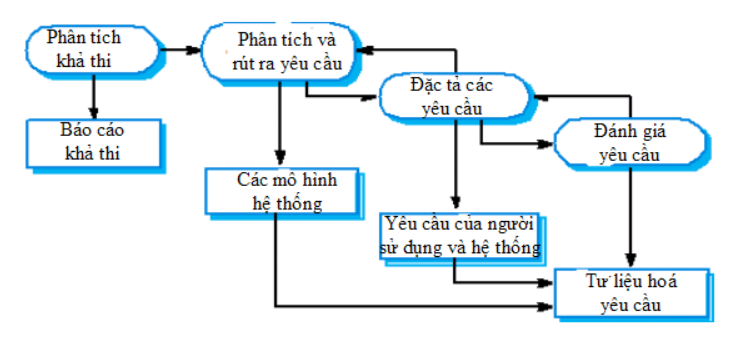 Phân tích
khả thi
Phân tích và
rút ra yêu cầu
Đặc tả các
yêu cầu
Báo cáo
khả thi
Đánh giá
yêu cầu
Các mô hình
hệ thống
Yêu cầu của người
sử dụng và hệ thống
Tư liệu hoá
yêu cầu